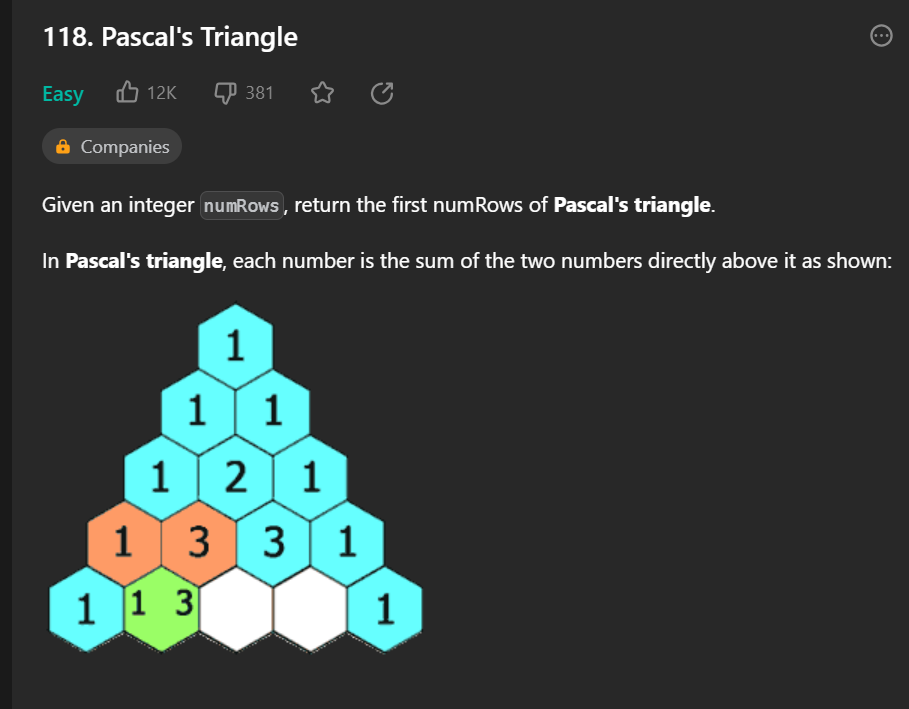 118. Pascal's Triangle
Easy 12K 381
Companies
Given an integer numRows, return the first numRows of Pascal's triangle.
In Pascal's triangle, each number is the sum of the two numbers directly above it as shown:
1
1 1
1 2 1
1 3 3 1
1 1 3 1